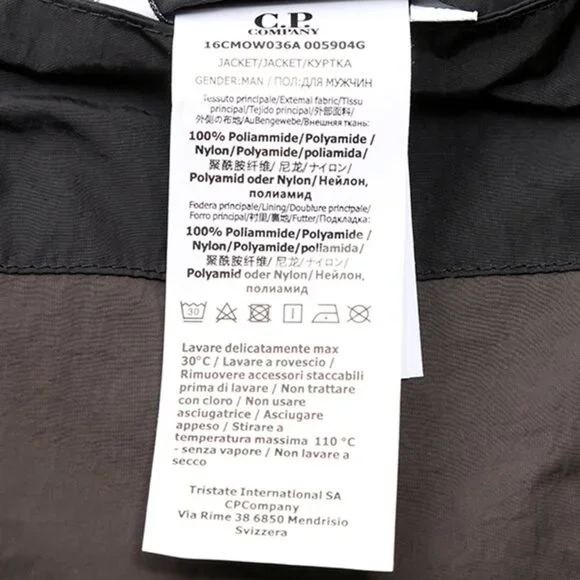 C.P.
COMPANY
16CMOW036A 005904G
JACKET/JACKET/КУРТКА
GENDER:MAN / ПОЛ:ДЛЯ МУЖЧИН
Tessuto principale/External fabric/Tissu
principal/Tejido principal/外部面料/
外側の布地/AuBengewebe/Внешняя ткань:
100% Poliammide/Polyamide /
Nylon/Polyamide/poliamida/
聚酰胺纤维/ 尼龙/ナイロン/
Polyamid oder Nylon/ Нейлон,
полиамид
Fodera principale/Lining/Doublure principale/
Forro principal/村里/裏地/Futter/Подкладка:
100% Poliammide/Polyamide /
Nylon/Polyamide/poliamida/
聚酰胺纤维/ 尼龙/ナイロン/
Polyamid oder Nylon/ Нейлон,
полиамид
30
Lavare delicatamente max
30°C / Lavare a rovescio /
Rimuovere accessori staccabili
prima di lavare / Non trattare
con cloro / Non usare
asciugatrice / Asciugare
appeso / Stirare a
temperatura massima 110 °C
- senza vapore / Non lavare a
secco
Tristate International SA
CPCompany
Via Rime 38 6850 Mendrisio
Svizzera